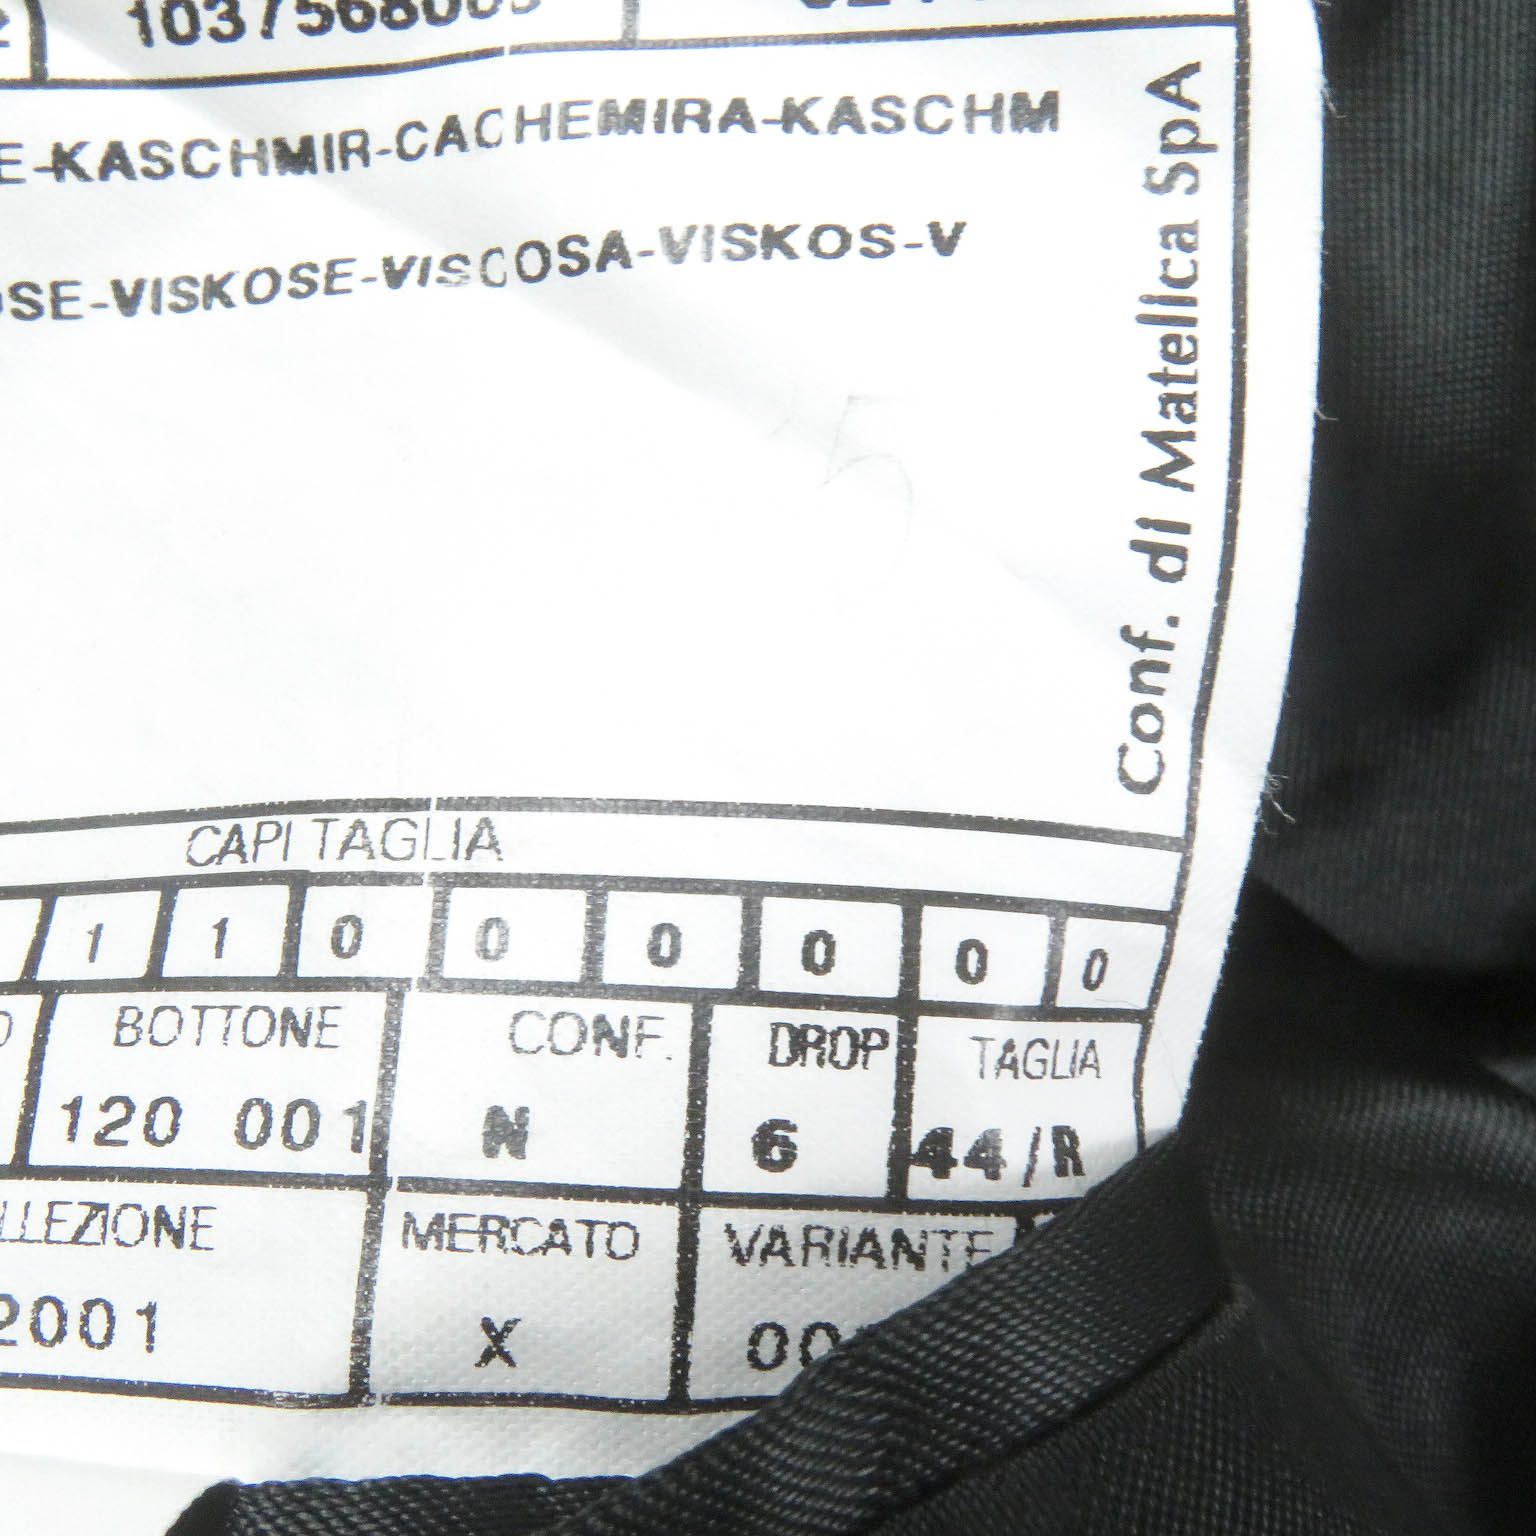 E-KASCHMIR-CACHEMIRA-KASCHM
OSE-VISKOSE-VISCOSA-VISKOS-V
Conf. di Matelica SpA
CAPI TAGLIA
1 1 0 0 0 0 0 0
BOTTONE CONF. DROP TAGLIA
120 001 N 6 44/R
LLEZIONE MERCATO VARIANTE
2001 X 00